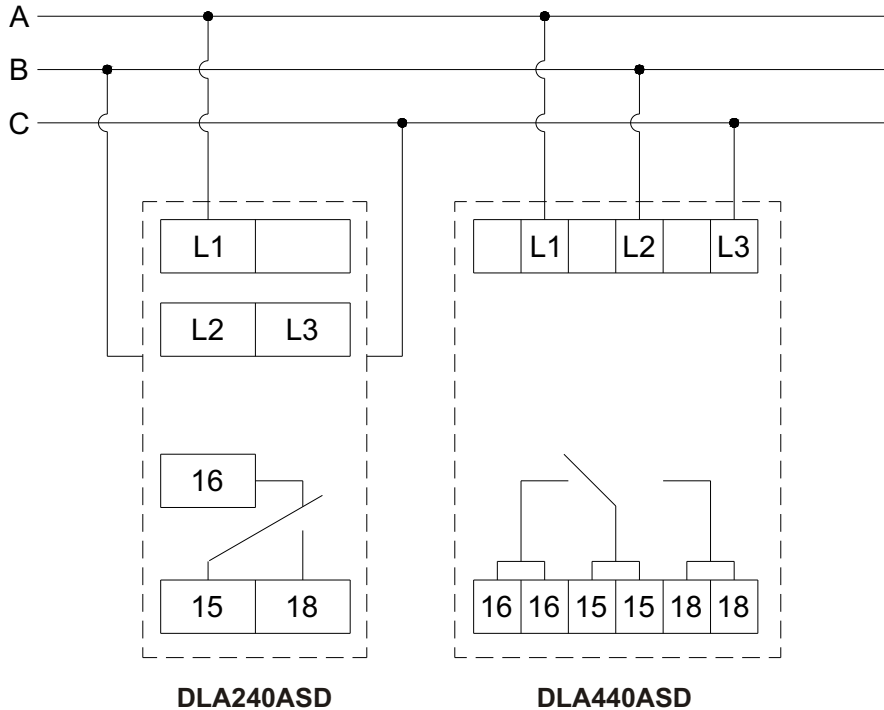 A
B
C
L1
L2 L3
16
15 18
DLA240ASD
L1 L2 L3
16 16 15 15 18 18
DLA440ASD